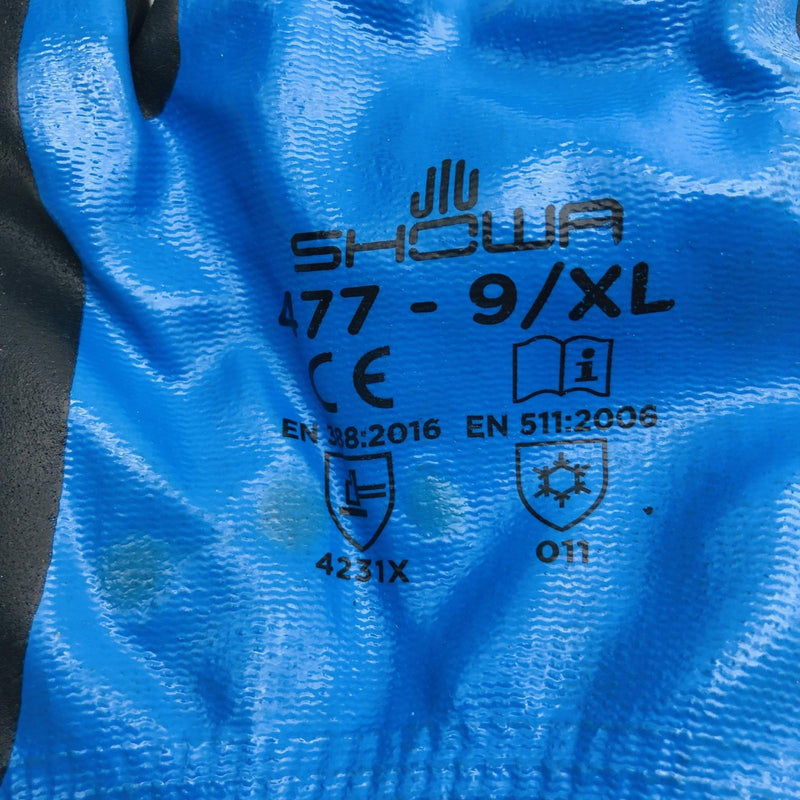 SHOWA
477 - 9/XL
CE i
EN 388:2016 EN 511:2006
4231X 011